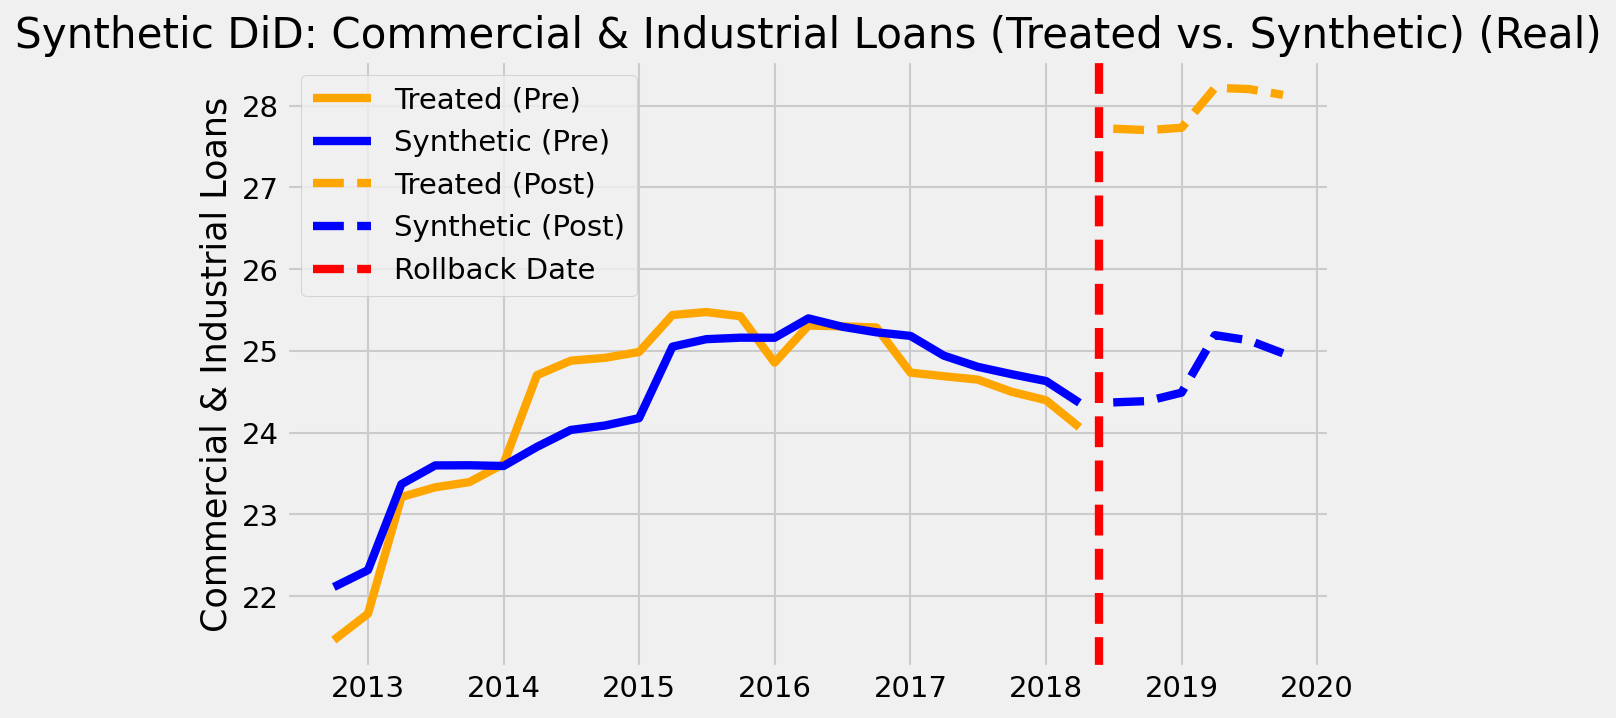 Synthetic DiD: Commercial & Industrial Loans (Treated vs. Synthetic) (Real)
Commercial & Industrial Loans
28
27
26
25
24
23
22
Treated (Pre)
Synthetic (Pre)
Treated (Post)
Synthetic (Post)
Rollback Date
2013 2014 2015 2016 2017 2018 2019 2020